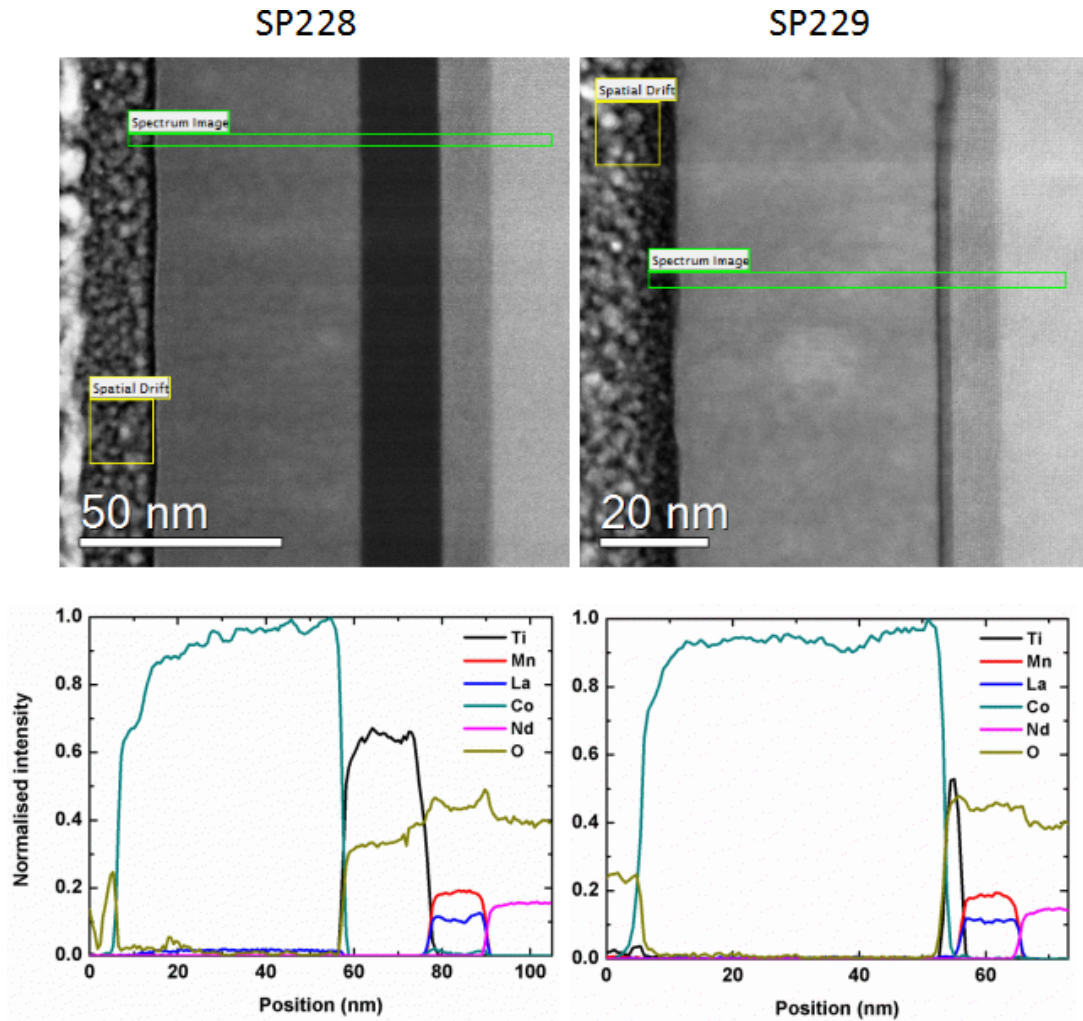 SP228
SP229
Spectrum Image
Spatial Drift
50 nm
Spatial Drift
Spectrum Image
20 nm
Normalised intensity
1.0
0.8
0.6
0.4
0.2
0.0
0 20 40 60 80 100
Position (nm)
Ti
Mn
La
Co
Nd
O
1.0
0.8
0.6
0.4
0.2
0.0
0 20 40 60
Position (nm)
Ti
Mn
La
Co
Nd
O